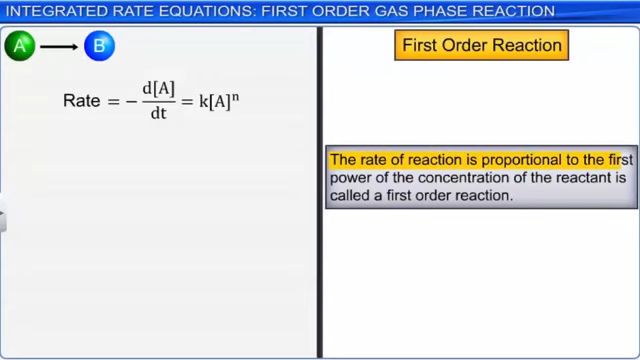 INTEGRATED RATE EQUATIONS: FIRST ORDER GAS PHASE REACTION
A → B
First Order Reaction
Rate = − d[A]/dt = k[A]ⁿ
The rate of reaction is proportional to the first
power of the concentration of the reactant is
called a first order reaction.